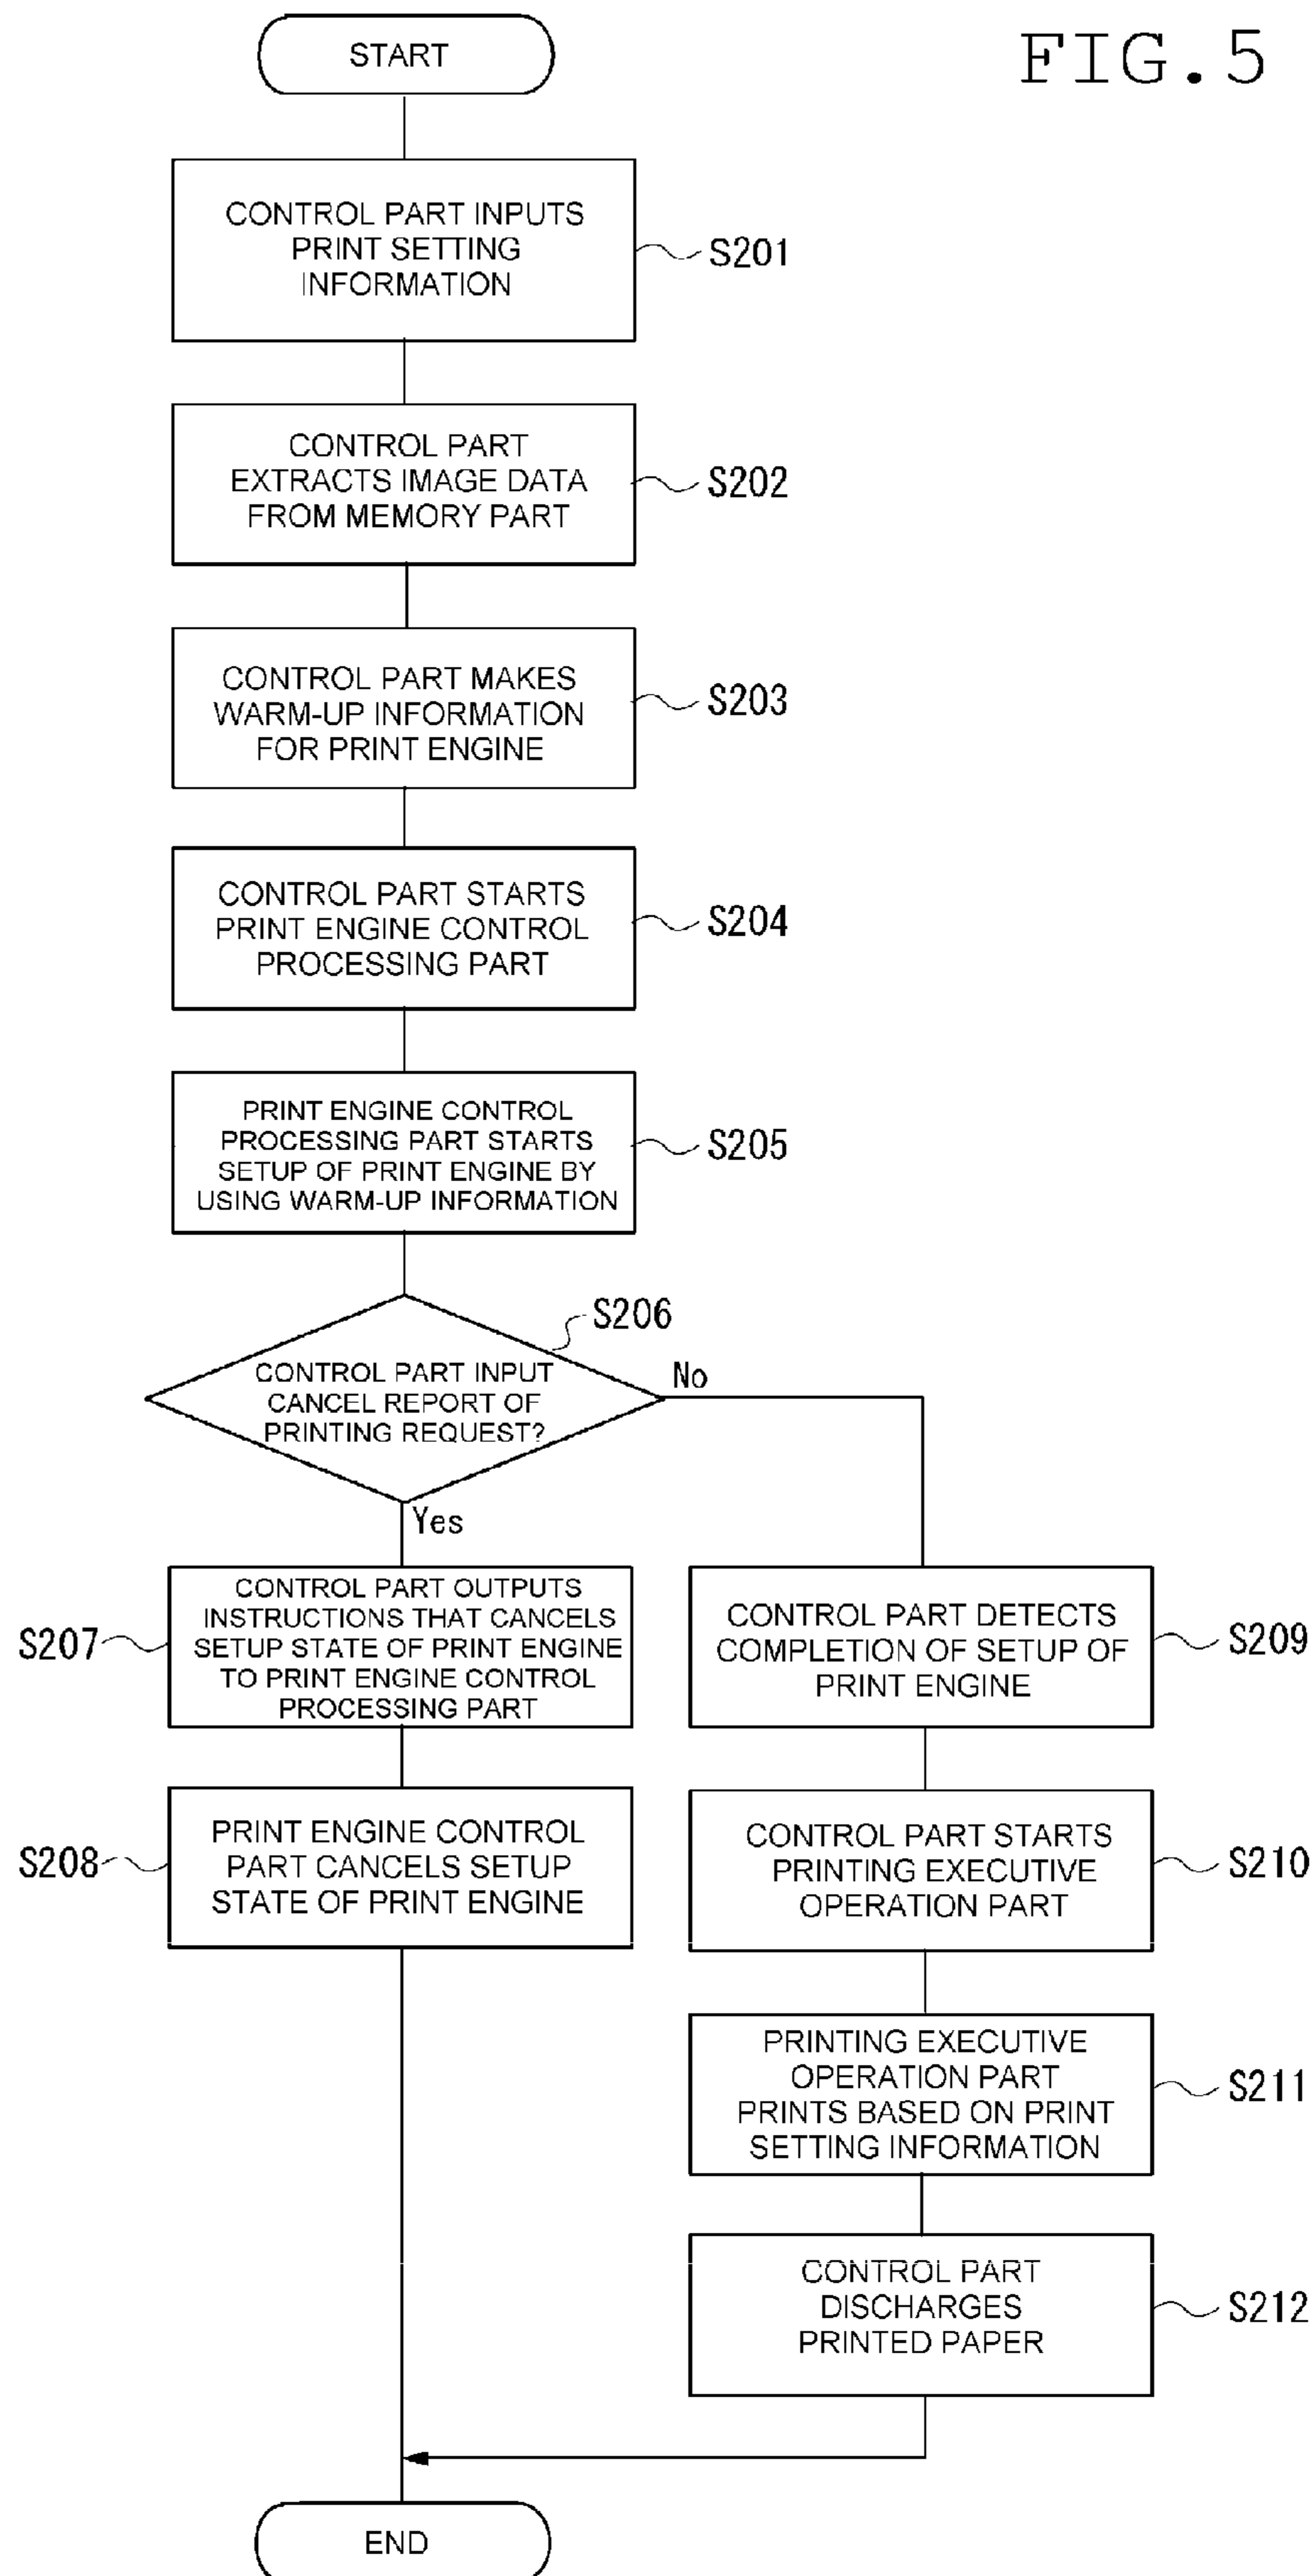 FIG.5
START
CONTROL PART INPUTS
PRINT SETTING
INFORMATION
S201
CONTROL PART
EXTRACTS IMAGE DATA
FROM MEMORY PART
S202
CONTROL PART MAKES
WARM-UP INFORMATION
FOR PRINT ENGINE
S203
CONTROL PART STARTS
PRINT ENGINE CONTROL
PROCESSING PART
S204
PRINT ENGINE CONTROL
PROCESSING PART STARTS
SETUP OF PRINT ENGINE BY
USING WARM-UP INFORMATION
S205
S206
CONTROL PART INPUT
CANCEL REPORT OF
PRINTING REQUEST?
No
Yes
CONTROL PART OUTPUTS
INSTRUCTIONS THAT CANCELS
SETUP STATE OF PRINT ENGINE
TO PRINT ENGINE CONTROL
PROCESSING PART
S207
PRINT ENGINE CONTROL
PART CANCELS SETUP
STATE OF PRINT ENGINE
S208
CONTROL PART DETECTS
COMPLETION OF SETUP OF
PRINT ENGINE
S209
CONTROL PART STARTS
PRINTING EXECUTIVE
OPERATION PART
S210
PRINTING EXECUTIVE
OPERATION PART
PRINTS BASED ON PRINT
SETTING INFORMATION
S211
CONTROL PART
DISCHARGES
PRINTED PAPER
S212
END